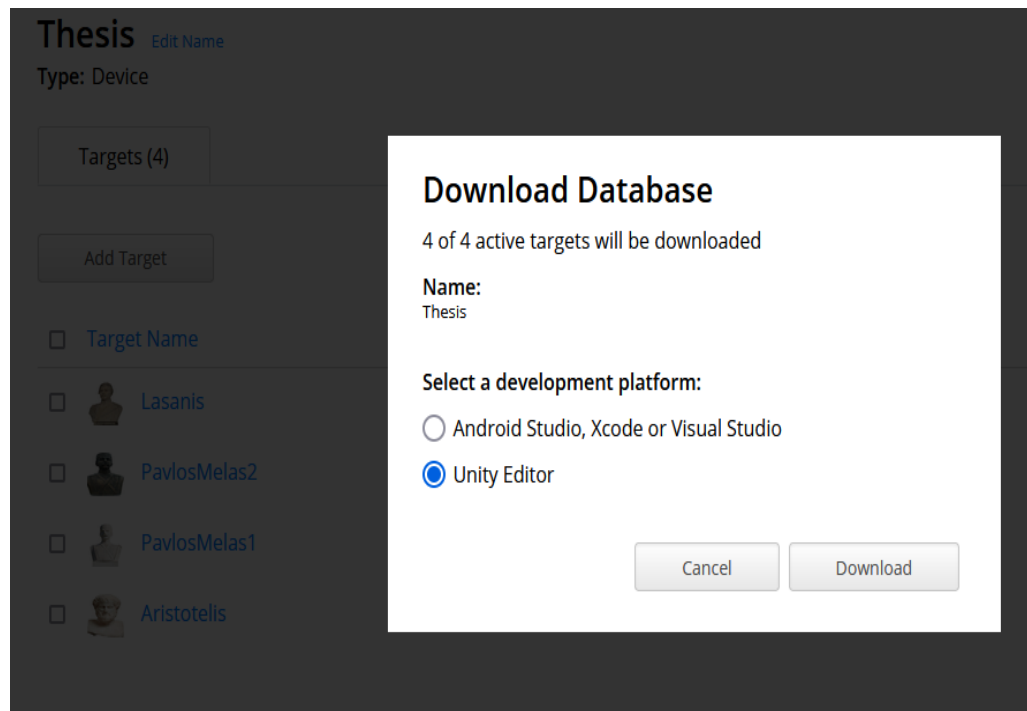 Thesis Edit Name
Type: Device
Targets (4)
Add Target
Target Name
Lasanis
PavlosMelas2
PavlosMelas1
Aristotelis
Download Database
4 of 4 active targets will be downloaded
Name:
Thesis
Select a development platform:
Android Studio, Xcode or Visual Studio
Unity Editor
Cancel Download